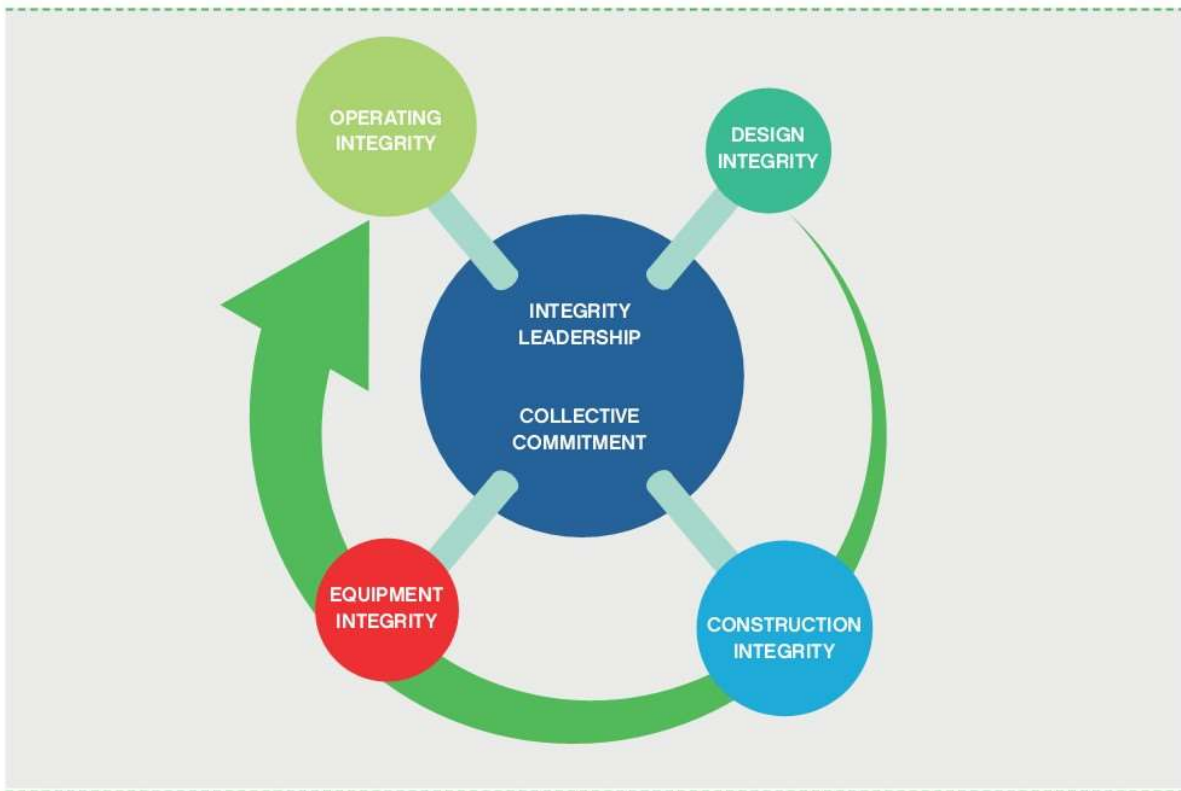 OPERATING
INTEGRITY
DESIGN
INTEGRITY
INTEGRITY
LEADERSHIP
COLLECTIVE
COMMITMENT
EQUIPMENT
INTEGRITY
CONSTRUCTION
INTEGRITY